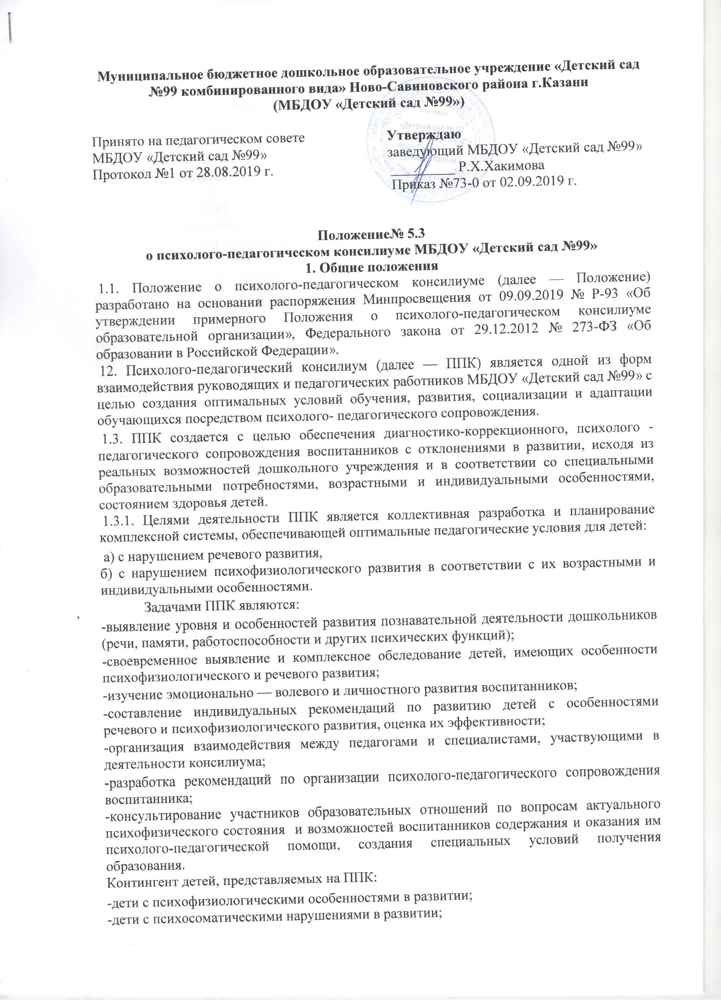 Муниципальное бюджетное дошкольное образовательное учреждение «Детский сад
№99 комбинированного вида» Ново-Савиновского района г.Казани
(МБДОУ «Детский сад №99»)
Принято на педагогическом совете
МБДОУ «Детский сад №99»
Протокол №1 от 28.08.2019 г.
Утверждаю
заведующий МБДОУ «Детский сад №99»
__________ Р.Х.Хакимова
Приказ №73-0 от 02.09.2019 г.
«Детский сад № 99
Положение№ 5.3
о психолого-педагогическом консилиуме МБДОУ «Детский сад №99»
1. Общие положения
1.1. Положение о психолого-педагогическом консилиуме (далее — Положение)
разработано на основании распоряжения Минпросвещения от 09.09.2019 № Р-93 «Об
утверждении примерного Положения о психолого-педагогическом консилиуме
образовательной организации», Федерального закона от 29.12.2012 № 273-ФЗ «Об
образовании в Российской Федерации».
12. Психолого-педагогический консилиум (далее — ППК) является одной из форм
взаимодействия руководящих и педагогических работников МБДОУ «Детский сад №99» с
целью создания оптимальных условий обучения, развития, социализации и адаптации
обучающихся посредством психолого- педагогического сопровождения.
1.3. ППК создается с целью обеспечения диагностико-коррекционного, психолого -
педагогического сопровождения воспитанников с отклонениями в развитии, исходя из
реальных возможностей дошкольного учреждения и в соответствии со специальными
образовательными потребностями, возрастными и индивидуальными особенностями,
состоянием здоровья детей.
1.3.1. Целями деятельности ППК является коллективная разработка и планирование
комплексной системы, обеспечивающей оптимальные педагогические условия для детей:
а) с нарушением речевого развития,
б) с нарушением психофизиологического развития в соответствии с их возрастными и
индивидуальными особенностями.
Задачами ППК являются:
-выявление уровня и особенностей развития познавательной деятельности дошкольников
(речи, памяти, работоспособности и других психических функций);
-своевременное выявление и комплексное обследование детей, имеющих особенности
психофизиологического и речевого развития;
-изучение эмоционально — волевого и личностного развития воспитанников;
-составление индивидуальных рекомендаций по развитию детей с особенностями
речевого и психофизиологического развития, оценка их эффективности;
-организация взаимодействия между педагогами и специалистами, участвующими в
деятельности консилиума;
-разработка рекомендаций по организации психолого-педагогического сопровождения
воспитанника;
-консультирование участников образовательных отношений по вопросам актуального
психофизического состояния  и возможностей воспитанников содержания и оказания им
психолого-педагогической помощи, создания специальных условий получения
образования.
Контингент детей, представляемых на ППК:
-дети с психофизиологическими особенностями в развитии;
-дети с психосоматическими нарушениями в развитии;